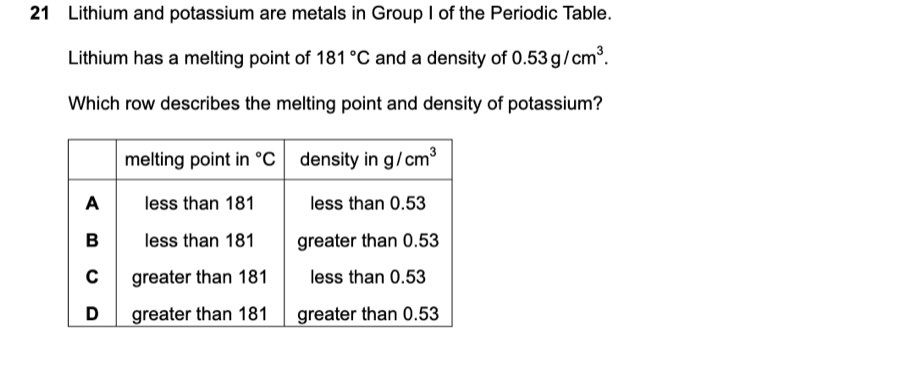 21 Lithium and potassium are metals in Group I of the Periodic Table.
Lithium has a melting point of 181 °C and a density of 0.53 g/cm³.
Which row describes the melting point and density of potassium?
melting point in °C density in g/cm³
A less than 181 less than 0.53
B less than 181 greater than 0.53
C greater than 181 less than 0.53
D greater than 181 greater than 0.53